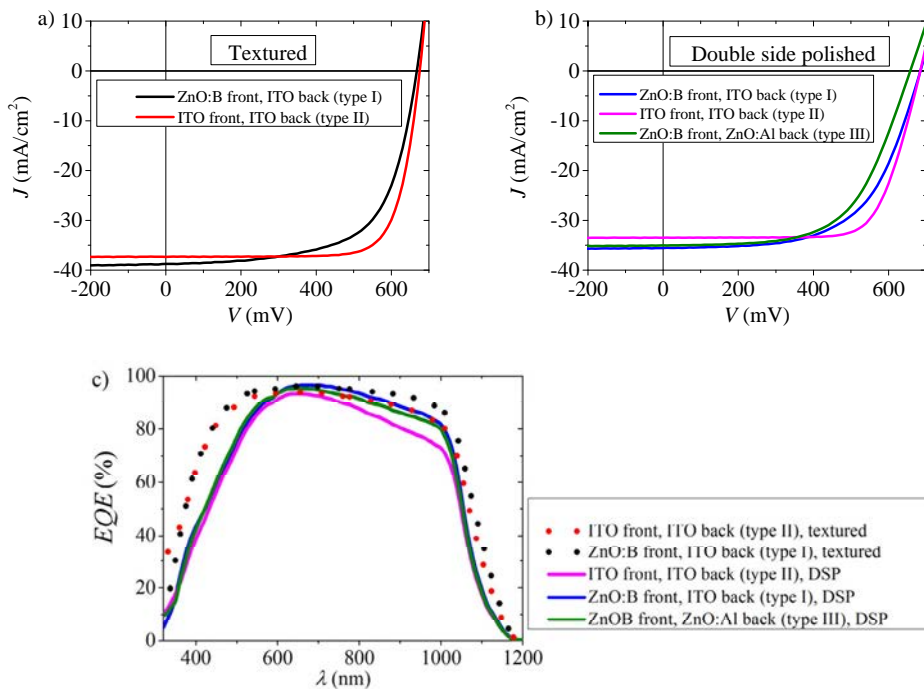 a)
Textured
10
0
-10
-20
-30
-40
J (mA/cm²)
ZnO:B front, ITO back (type I)
ITO front, ITO back (type II)
-200
0
200
400
600
V (mV)
b)
Double side polished
10
0
-10
-20
-30
-40
J (mA/cm²)
ZnO:B front, ITO back (type I)
ITO front, ITO back (type II)
ZnO:B front, ZnO:Al back (type III)
-200
0
200
400
600
V (mV)
c)
100
80
60
40
20
0
EQE (%)
400
600
800
1000
1200
λ (nm)
ITO front, ITO back (type II), textured
ZnO:B front, ITO back (type I), textured
ITO front, ITO back (type II), DSP
ZnO:B front, ITO back (type I), DSP
ZnOB front, ZnO:Al back (type III), DSP